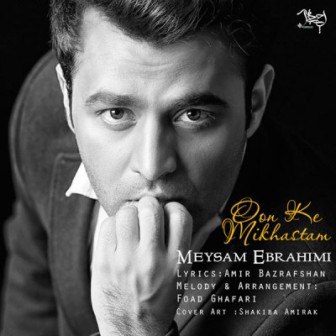 Oon Ke
Mikhastam
Meysam Ebrahimi
Lyrics:Amir Bazrafshan
Melody & Arrangement:
Foad Ghafari
Cover Art :Shakiba Amirak